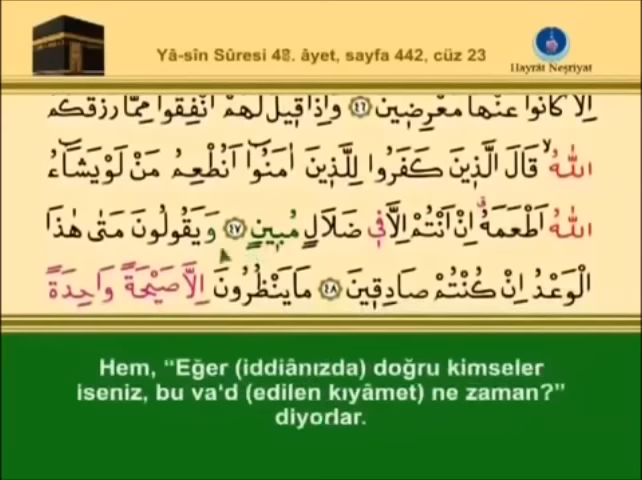 Yâ-sîn Sûresi 48. âyet, sayfa 442, cüz 23
Hayrât Neşriyat
اِلَّا كَانُوا عَنْهَا مُعْرِضٖينَ ﴿٤٦﴾ وَاِذَا قٖيلَ لَهُمْ اَنْفِقُوا مِمَّا رَزَقَكُمُ
اللّٰهُۙ قَالَ الَّذٖينَ كَفَرُوا لِلَّذٖينَ اٰمَنُٓوا اَنُطْعِمُ مَنْ لَوْ يَشَٓاءُ
اللّٰهُ اَطْعَمَهُٓۗ اِنْ اَنْتُمْ اِلَّا فٖي ضَلَالٍ مُبٖينٍ ﴿٤٧﴾ وَيَقُولُونَ مَتٰى هٰذَا
الْوَعْدُ اِنْ كُنْتُمْ صَادِقٖينَ ﴿٤٨﴾ مَا يَنْظُرُونَ اِلَّا صَيْحَةً وَاحِدَةً
Hem, “Eğer (iddiânızda) doğru kimseler
iseniz, bu va'd (edilen kıyâmet) ne zaman?”
diyorlar.